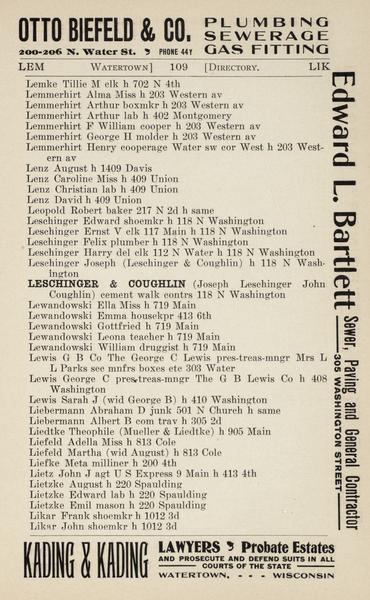 OTTO BIEFELD & CO.
200-206 N. Water St. PHONE 44Y
PLUMBING
SEWERAGE
GAS FITTING
LEM WATERTOWN] 109 [DIRECTORY. LIK
Lemke Tillie M clk h 702 N 4th
Lemmerhirt Alma Miss h 203 Western av
Lemmerhirt Arthur boxmkr h 203 Western av
Lemmerhirt Arthur lab h 402 Montgomery
Lemmerhirt F William cooper h 203 Western av
Lemmerhirt George H molder h 203 Western av
Lemmerhirt Henry cooperage Water sw cor West h 203 West-
ern av
Lenz August h 1409 Davis
Lenz Caroline Miss h 409 Union
Lenz Christian lab h 409 Union
Lenz David h 409 Union
Leopold Robert baker 217 N 2d h same
Leschinger Edward shoemkr h 118 N Washington
Leschinger Ernst V clk 117 Main h 118 N Washington
Leschinger Felix plumber h 118 N Washington
Leschinger Harry del clk 112 N Water h 118 N Washington
Leschinger Joseph (Leschinger & Coughlin) h 118 N Wash-
ington
LESCHINGER & COUGHLIN (Joseph Leschinger John
Coughlin) cement walk contrs 118 N Washington
Lewandowski Ella Miss h 719 Main
Lewandowski Emma housekpr 413 6th
Lewandowski Gottfried h 719 Main
Lewandowski Leona teacher h 719 Main
Lewandowski William druggist h 719 Main
Lewis G B Co The George C Lewis pres-treas-mngr Mrs L
L Parks sec mnfrs boxes etc 303 Water
Lewis George C pres-treas-mngr The G B Lewis Co h 408
Washington
Lewis Sarah J (wid George B) h 410 Washington
Liebermann Abraham D junk 501 N Church h same
Liebermann Albert B com trav h 305 2d
Liedtke Theophile (Mueller & Liedtke) h 905 Main
Liefeld Adella Miss h 813 Cole
Liefeld Martha (wid August) h 813 Cole
Liefke Meta milliner h 200 4th
Lietz John J agt U S Express 9 Main h 413 4th
Lietzke August h 220 Spaulding
Lietzke Edward lab h 220 Spaulding
Lietzke Emil mason h 220 Spaulding
Likar Frank shoemkr h 1012 3d
Likar John shoemkr h 1012 3d
Edward L. Bartlett
Sewer, Paving and General Contractor
305 WASHINGTON STREET
KADING & KADING
LAWYERS Probate Estates
AND PROSECUTE AND DEFEND SUITS IN ALL
COURTS OF THE STATE
WATERTOWN, - - - WISCONSIN